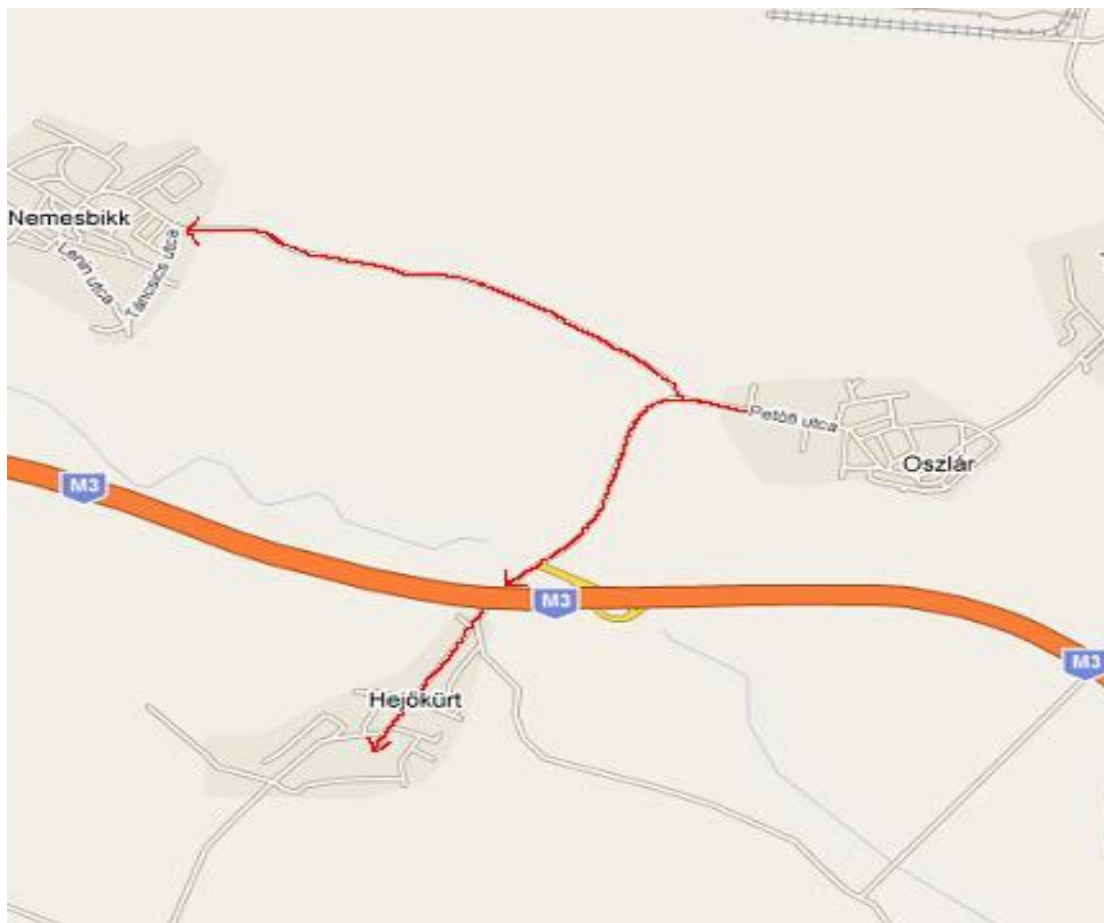 Nemesbikk
Lenin utca
Táncsics utca
Petőfi utca
Oszlár
M3
M3
M3
Hejőkürt